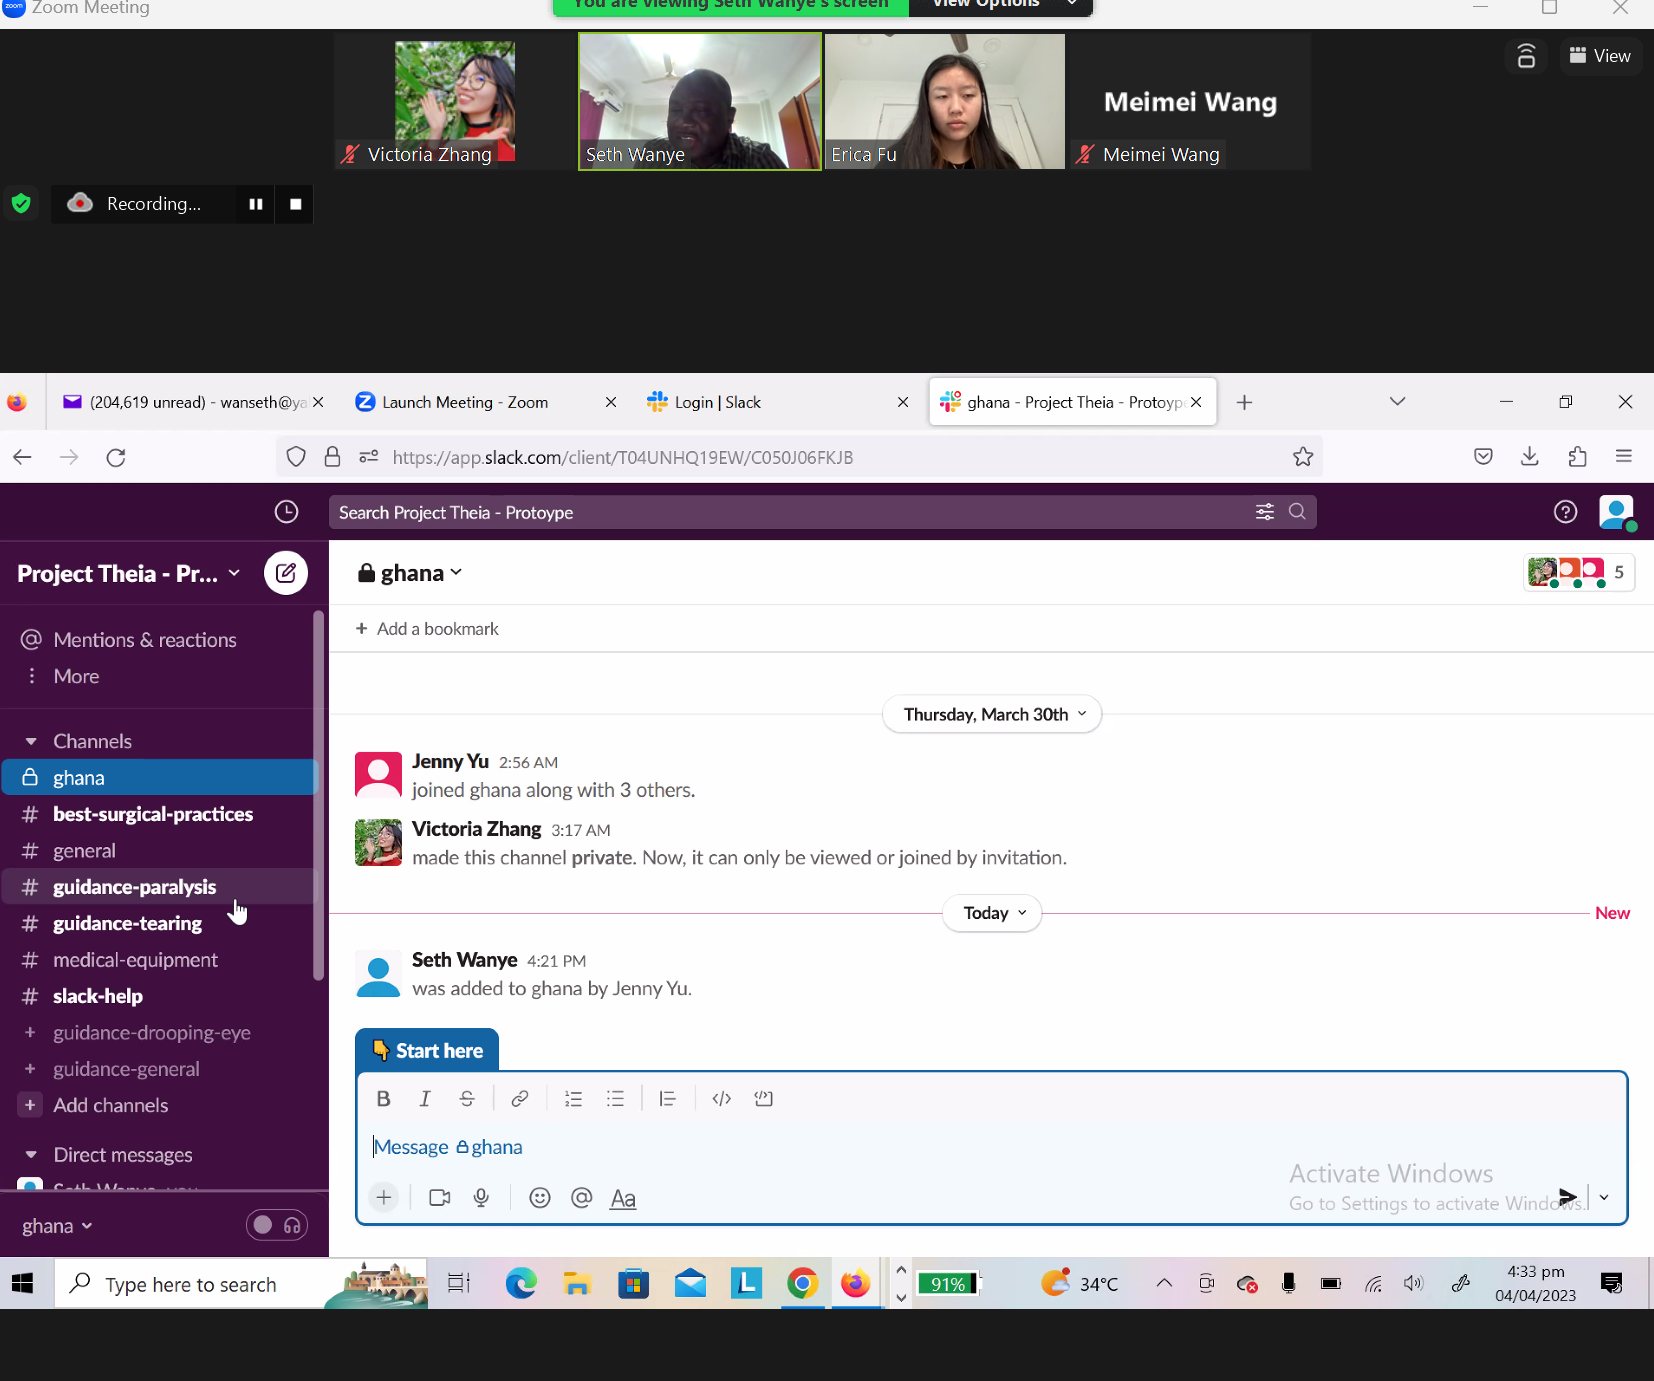 zoom Zoom Meeting
You are viewing Seth Wanye's screen View Options
View
Victoria Zhang
Seth Wanye
Erica Fu
Meimei Wang
Meimei Wang
Recording...
(204,619 unread) - wanseth@ya
Launch Meeting - Zoom
Login | Slack
ghana - Project Theia - Protoype
https://app.slack.com/client/T04UNHQ19EW/C050J06FKJB
Search Project Theia - Protoype
Project Theia - Pr...
Mentions & reactions
More
Channels
ghana
# best-surgical-practices
# general
# guidance-paralysis
# guidance-tearing
# medical-equipment
# slack-help
+ guidance-drooping-eye
+ guidance-general
+ Add channels
Direct messages
Seth Wanye you
ghana
ghana
5
+ Add a bookmark
Thursday, March 30th
Jenny Yu 2:56 AM
joined ghana along with 3 others.
Victoria Zhang 3:17 AM
made this channel private. Now, it can only be viewed or joined by invitation.
Today
New
Seth Wanye 4:21 PM
was added to ghana by Jenny Yu.
Start here
B I S
Message ghana
Aa
Activate Windows
Go to Settings to activate Windows.
Type here to search
L
91%
34°C
4:33 pm
04/04/2023